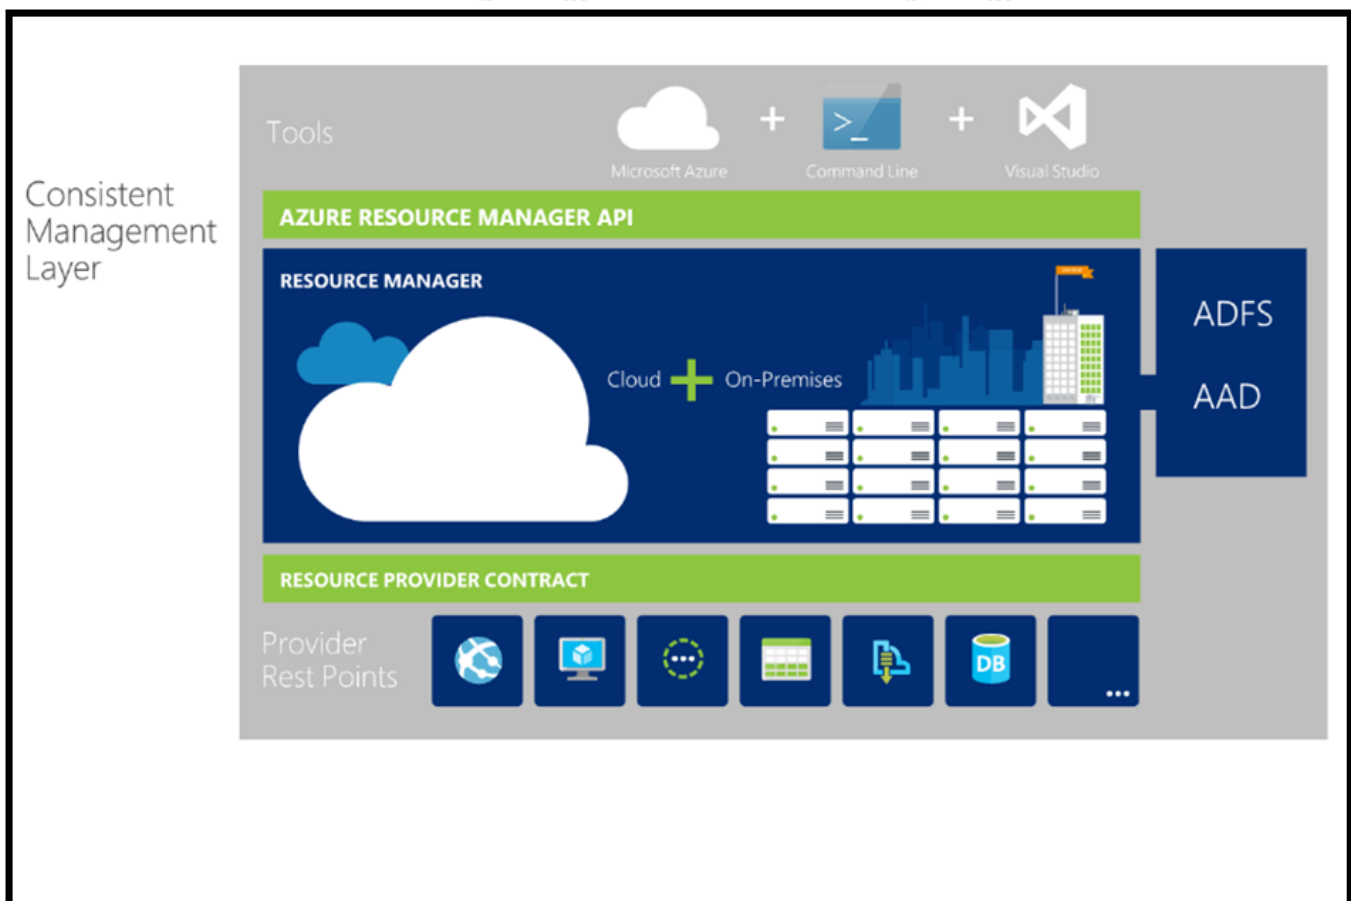 Tools
Microsoft Azure
Command Line
Visual Studio
Consistent
Management
Layer
AZURE RESOURCE MANAGER API
RESOURCE MANAGER
Cloud
On-Premises
ADFS
AAD
RESOURCE PROVIDER CONTRACT
Provider
Rest Points
DB